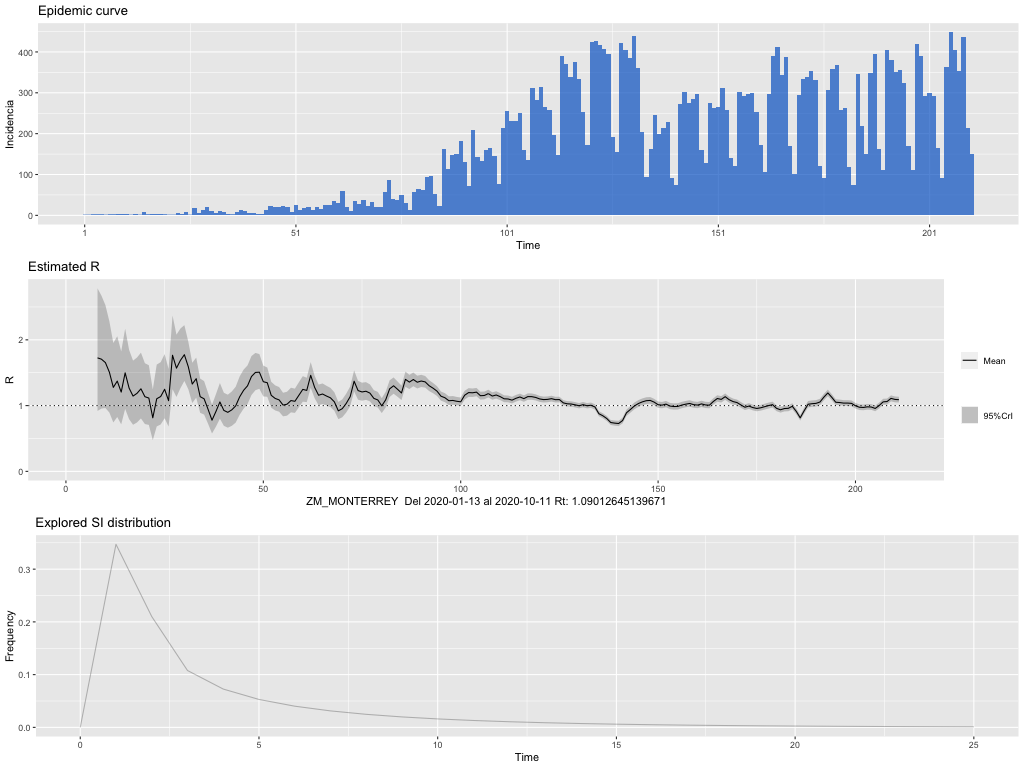 Epidemic curve
Incidencia
400
300
200
100
0
1 51 101 151 201
Time
Estimated R
R
2
1
0
0 50 100 150 200
Mean
95%CrI
ZM_MONTERREY Del 2020-01-13 al 2020-10-11 Rt: 1.09012645139671
Explored SI distribution
Frequency
0.3
0.2
0.1
0.0
0 5 10 15 20 25
Time